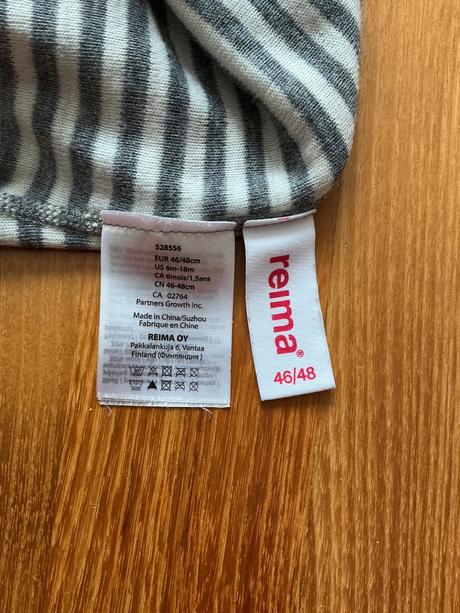 528556
EUR 46/48cm
US 6m-18m
CA 6mois/1,5ans
CN 46-48cm
CA 02764
Partners Growth Inc.
Made in China/Suzhou
Fabrique en Chine
REIMA OY
Pakkalankuja 6, Vantaa
Finland (Финляндия)
reima®
46/48